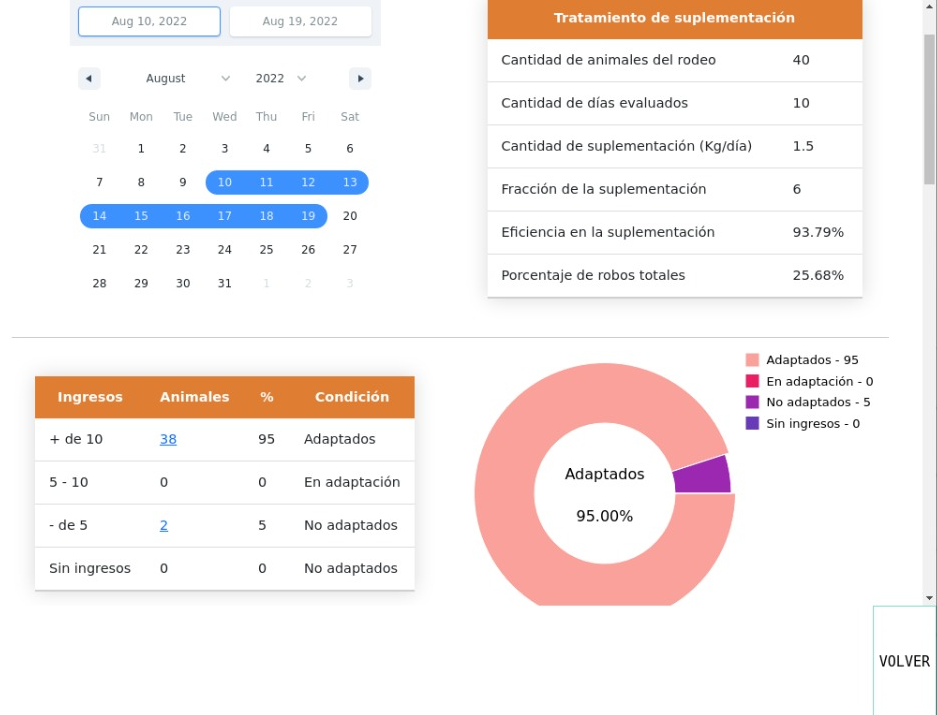 Aug 10, 2022 Aug 19, 2022
August 2022
Sun Mon Tue Wed Thu Fri Sat
31 1 2 3 4 5 6
7 8 9 10 11 12 13
14 15 16 17 18 19 20
21 22 23 24 25 26 27
28 29 30 31 1 2 3
Tratamiento de suplementación
Cantidad de animales del rodeo 40
Cantidad de días evaluados 10
Cantidad de suplementación (Kg/día) 1.5
Fracción de la suplementación 6
Eficiencia en la suplementación 93.79%
Porcentaje de robos totales 25.68%
Ingresos Animales % Condición
+ de 10 38 95 Adaptados
5 - 10 0 0 En adaptación
- de 5 2 5 No adaptados
Sin ingresos 0 0 No adaptados
Adaptados - 95
En adaptación - 0
No adaptados - 5
Sin ingresos - 0
Adaptados
95.00%
VOLVER